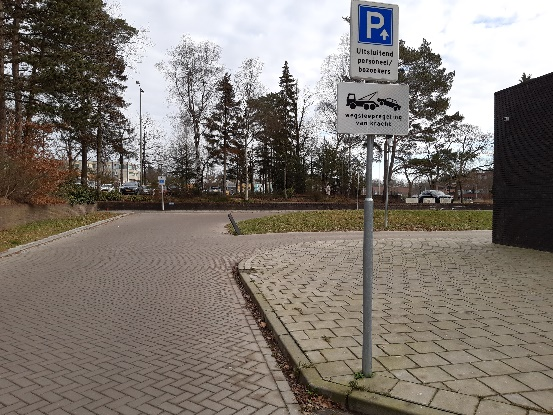 P
Uitsluitend
personeel/
bezoekers
wegsleepregeling
van kracht